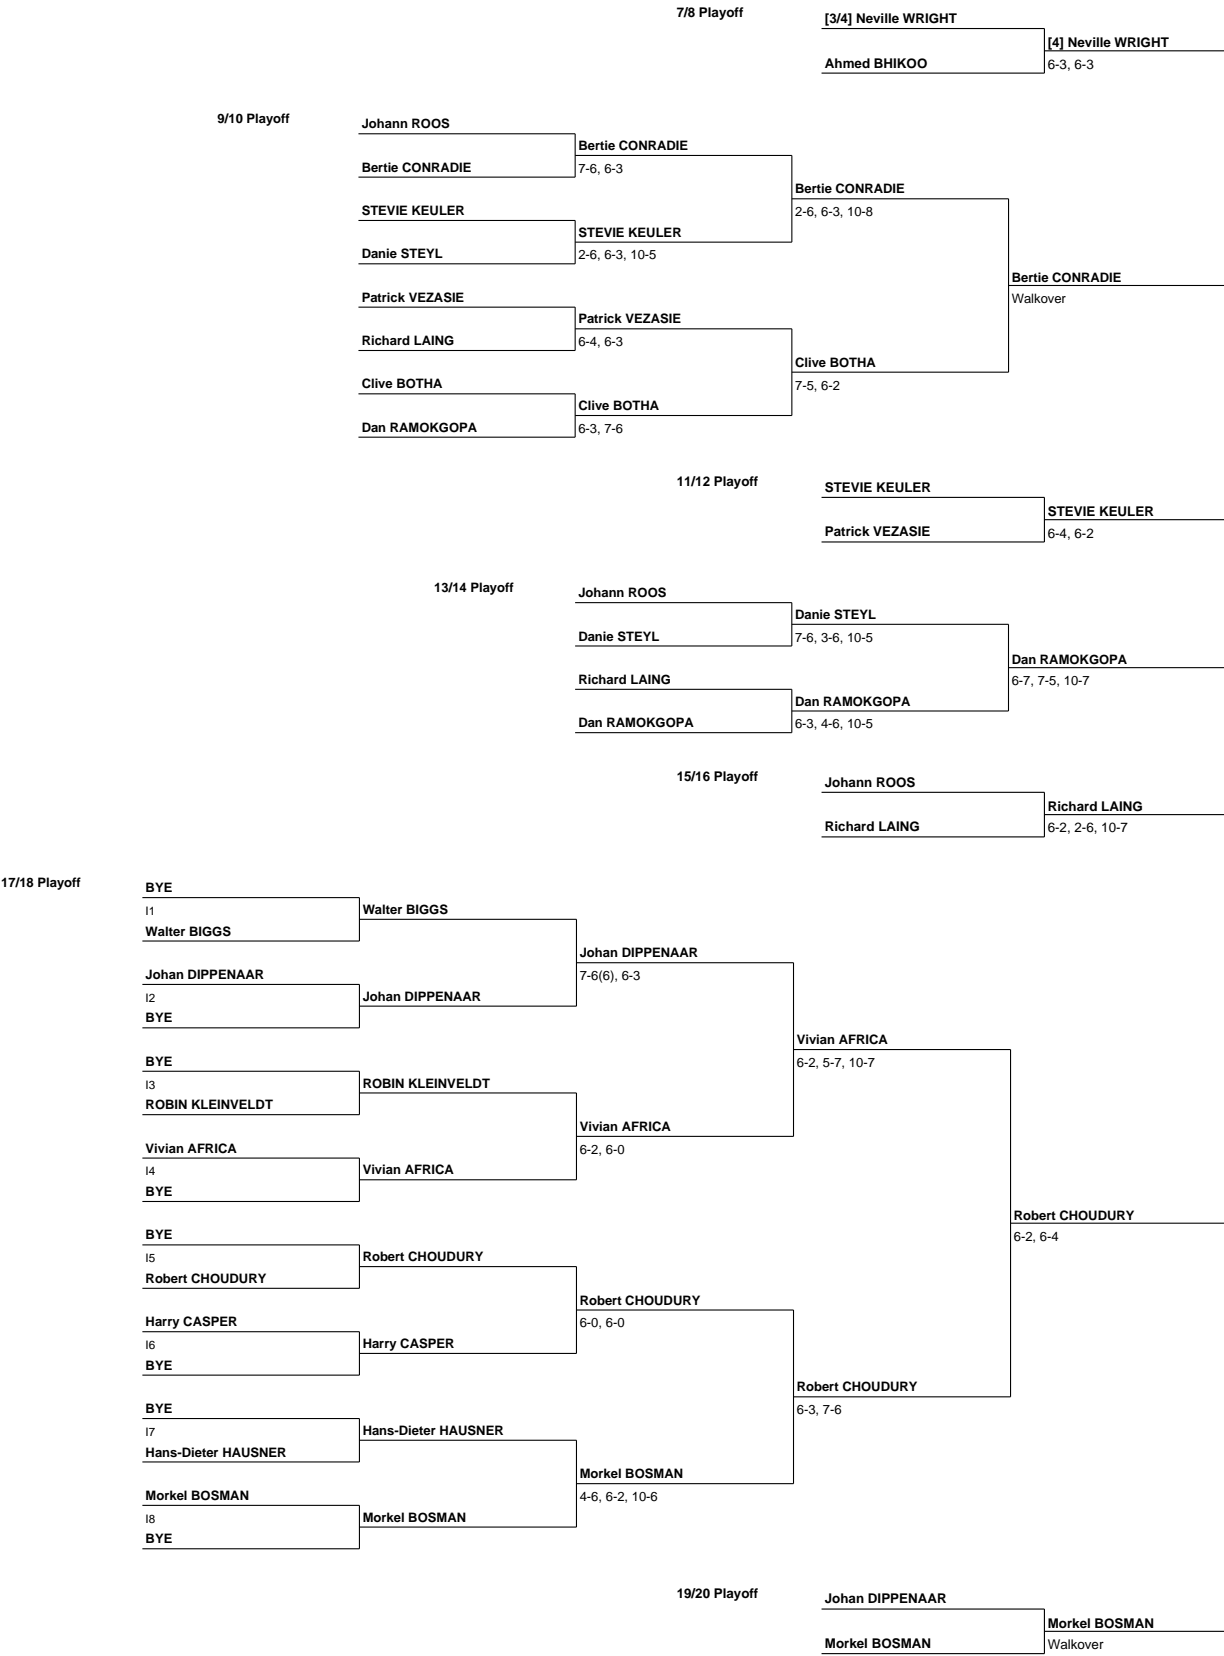 7/8 Playoff
[3/4] Neville WRIGHT
[4] Neville WRIGHT
Ahmed BHIKOO
6-3, 6-3
9/10 Playoff
Johann ROOS
Bertie CONRADIE
Bertie CONRADIE
7-6, 6-3
Bertie CONRADIE
STEVIE KEULER
2-6, 6-3, 10-8
STEVIE KEULER
Danie STEYL
2-6, 6-3, 10-5
Bertie CONRADIE
Patrick VEZASIE
Walkover
Patrick VEZASIE
Richard LAING
6-4, 6-3
Clive BOTHA
Clive BOTHA
7-5, 6-2
Clive BOTHA
Dan RAMOKGOPA
6-3, 7-6
11/12 Playoff
STEVIE KEULER
STEVIE KEULER
Patrick VEZASIE
6-4, 6-2
13/14 Playoff
Johann ROOS
Danie STEYL
Danie STEYL
7-6, 3-6, 10-5
Dan RAMOKGOPA
Richard LAING
6-7, 7-5, 10-7
Dan RAMOKGOPA
Dan RAMOKGOPA
6-3, 4-6, 10-5
15/16 Playoff
Johann ROOS
Richard LAING
Richard LAING
6-2, 2-6, 10-7
17/18 Playoff
BYE
I1
Walter BIGGS
Walter BIGGS
Johan DIPPENAAR
Johan DIPPENAAR
7-6(6), 6-3
I2
Johan DIPPENAAR
BYE
Vivian AFRICA
BYE
6-2, 5-7, 10-7
I3
ROBIN KLEINVELDT
ROBIN KLEINVELDT
Vivian AFRICA
Vivian AFRICA
6-2, 6-0
I4
Vivian AFRICA
BYE
Robert CHOUDURY
BYE
6-2, 6-4
I5
Robert CHOUDURY
Robert CHOUDURY
Robert CHOUDURY
Harry CASPER
6-0, 6-0
I6
Harry CASPER
BYE
Robert CHOUDURY
BYE
6-3, 7-6
I7
Hans-Dieter HAUSNER
Hans-Dieter HAUSNER
Morkel BOSMAN
Morkel BOSMAN
4-6, 6-2, 10-6
I8
Morkel BOSMAN
BYE
19/20 Playoff
Johan DIPPENAAR
Morkel BOSMAN
Morkel BOSMAN
Walkover